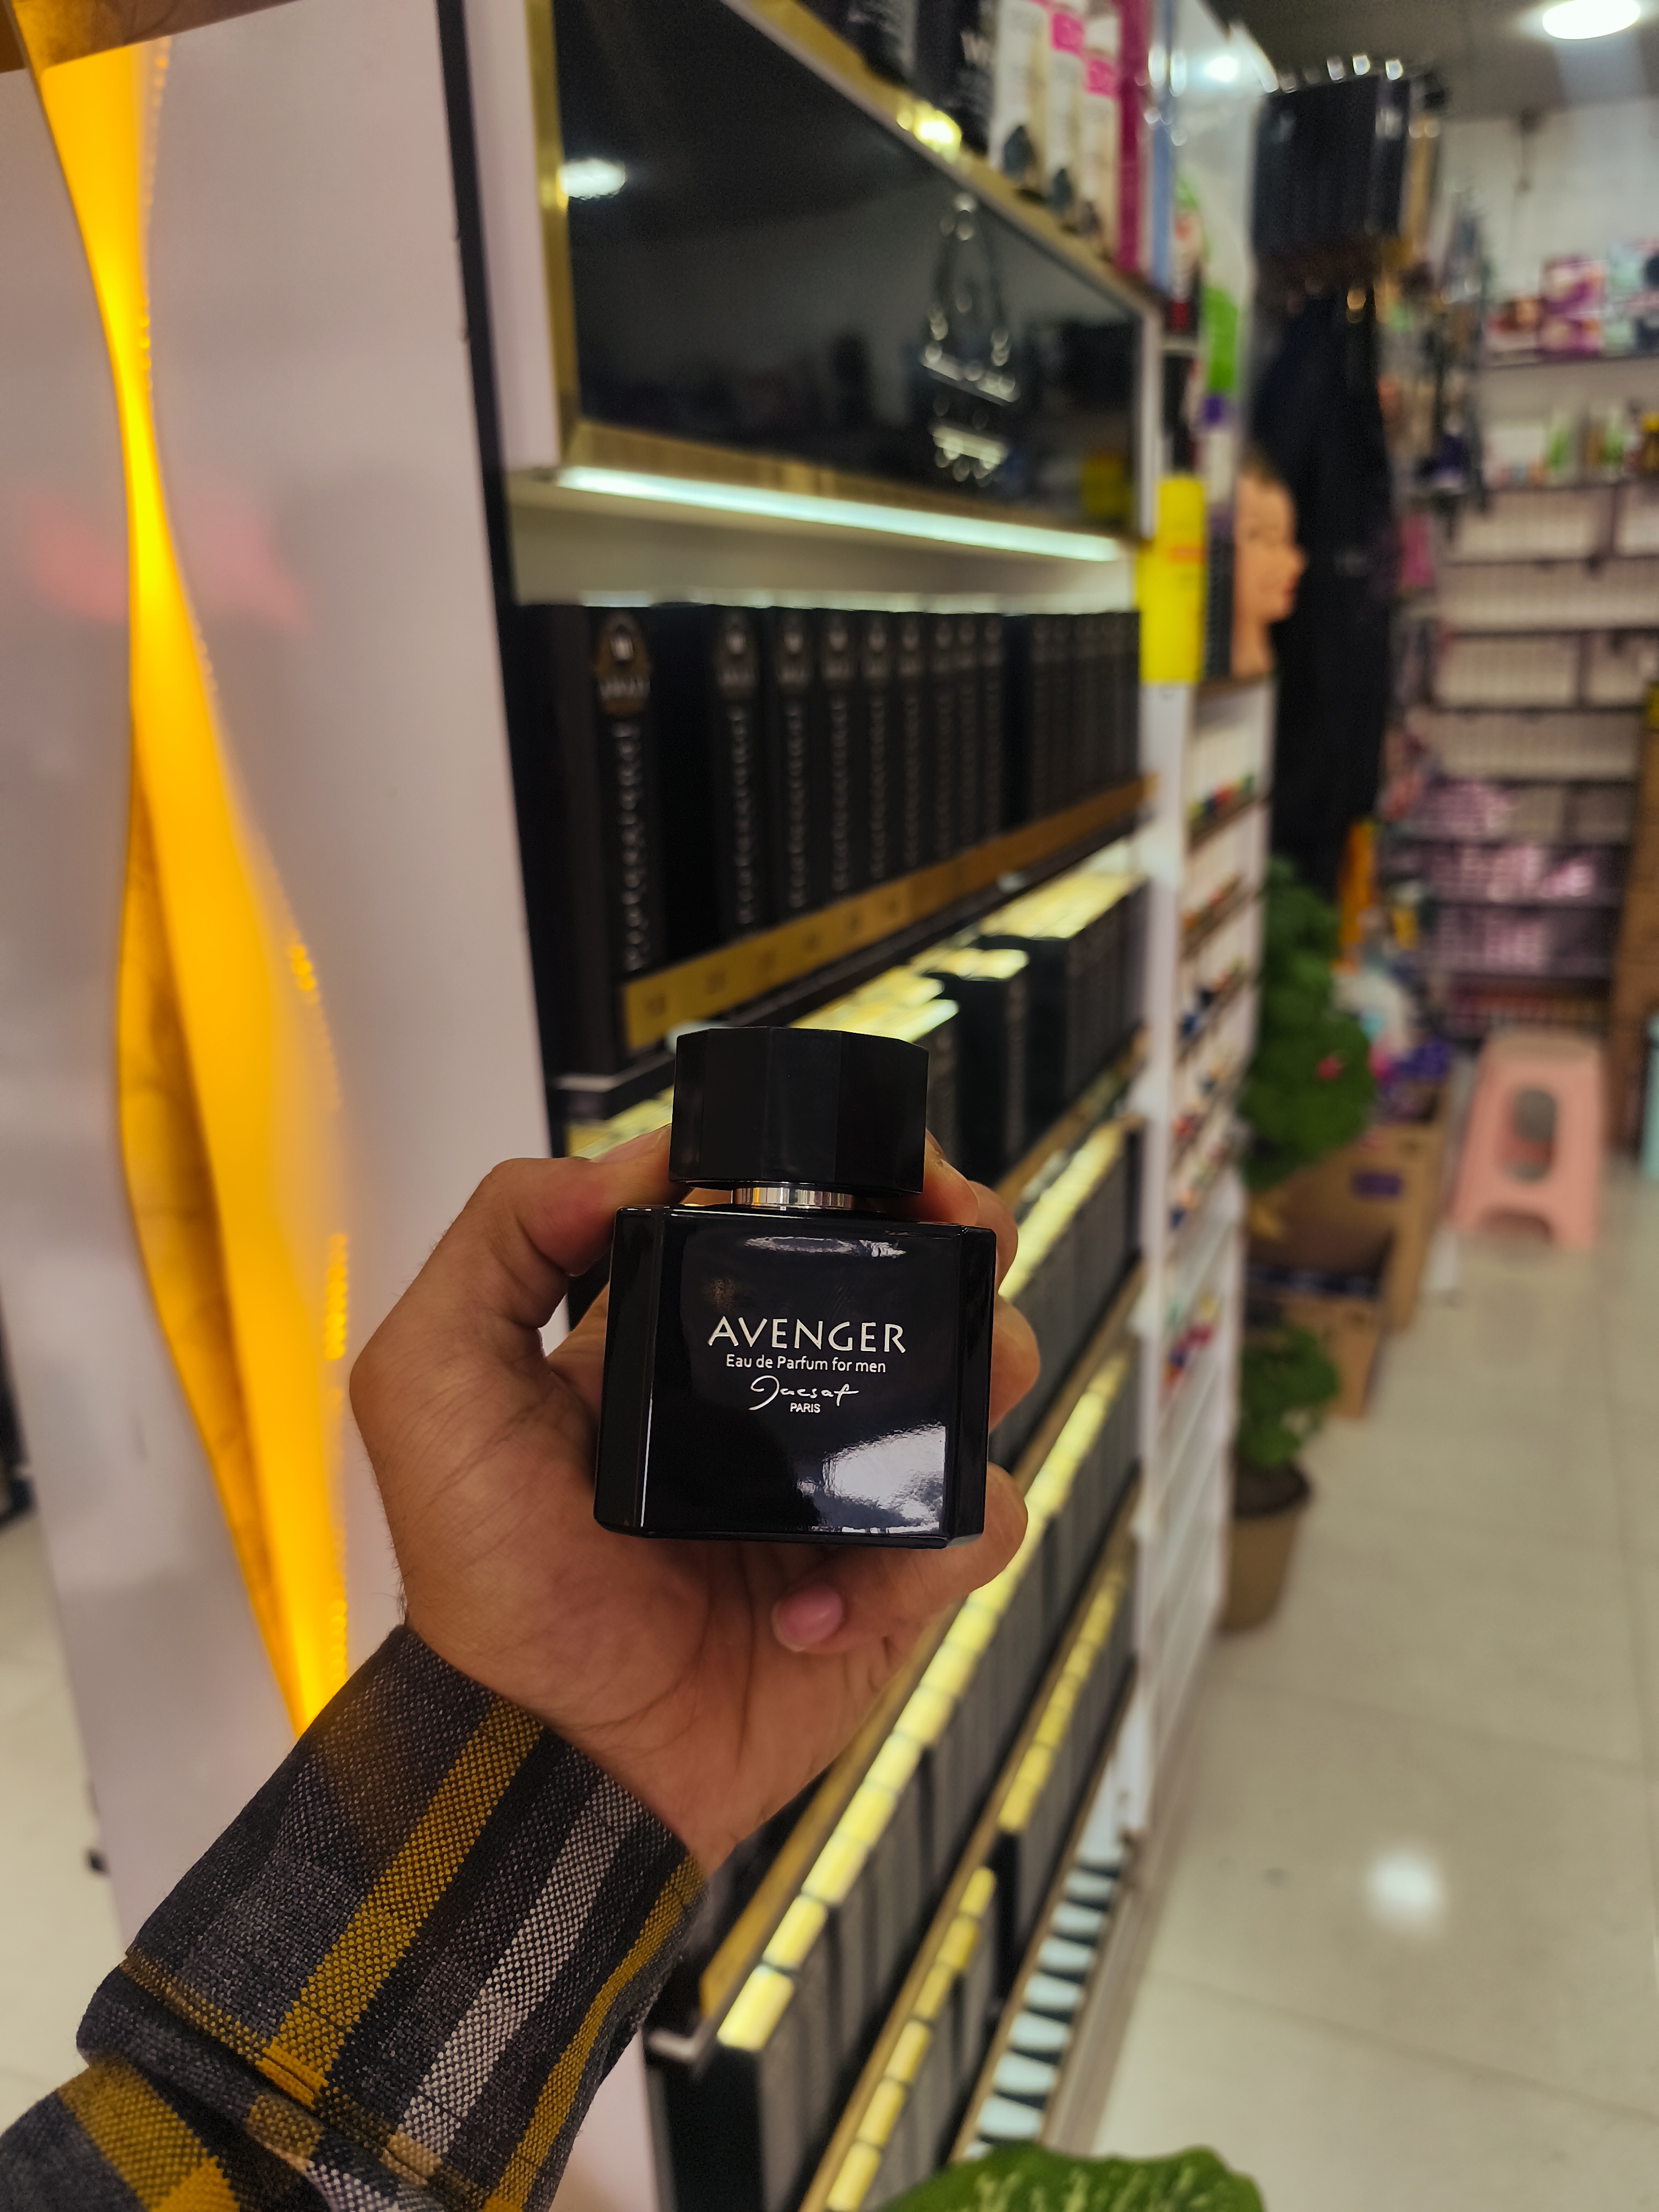 AVENGER
Eau de Parfum for men
Jacsaf
PARIS